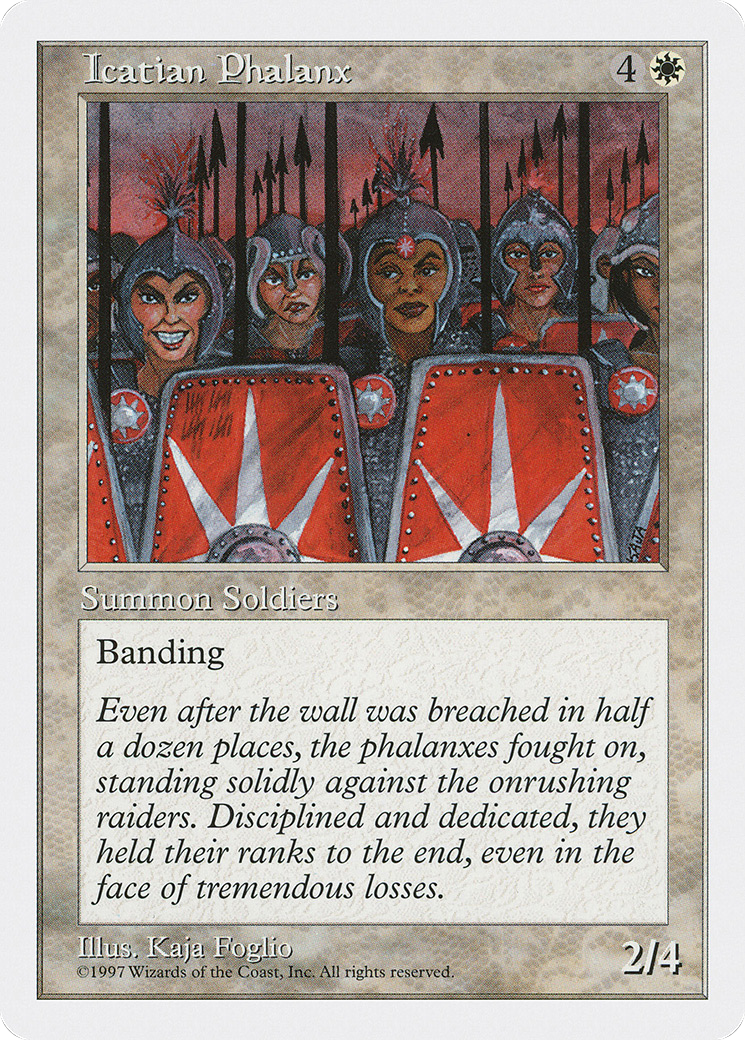 Icatian Phalanx 4
KAJA
Summon Soldiers
Banding
Even after the wall was breached in half
a dozen places, the phalanxes fought on,
standing solidly against the onrushing
raiders. Disciplined and dedicated, they
held their ranks to the end, even in the
face of tremendous losses.
Illus. Kaja Foglio
©1997 Wizards of the Coast, Inc. All rights reserved.
2/4